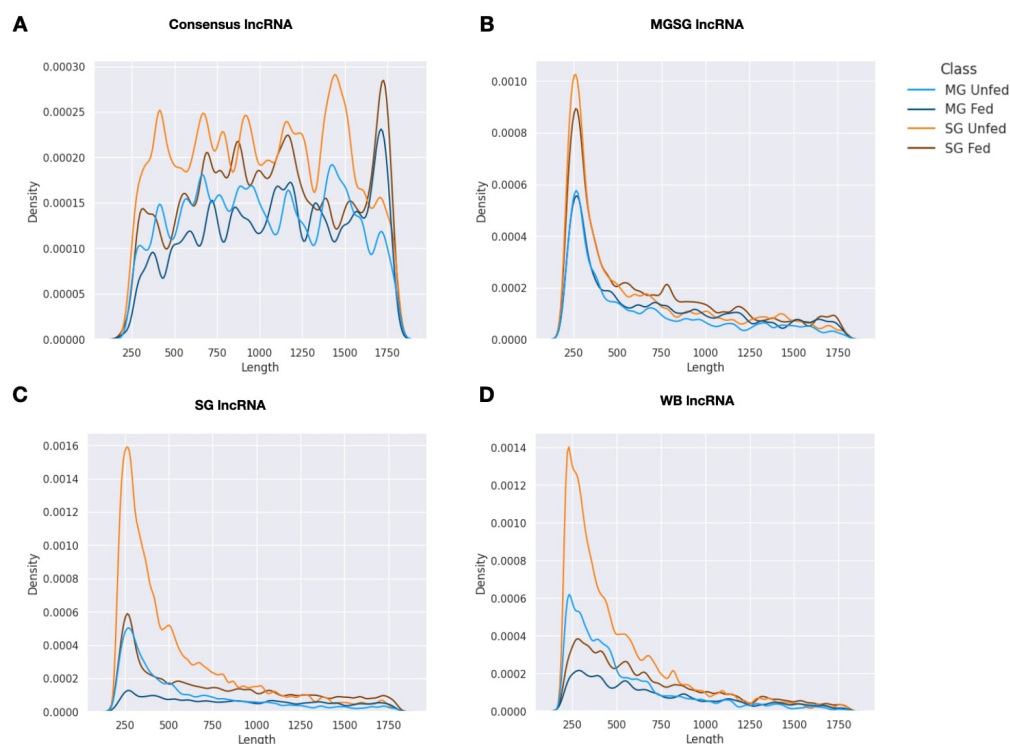 A
Consensus lncRNA
0.00030
0.00025
0.00020
0.00015
0.00010
0.00005
0.00000
Density
250 500 750 1000 1250 1500 1750
Length
B
MGSG lncRNA
0.0010
0.0008
0.0006
0.0004
0.0002
0.0000
Density
250 500 750 1000 1250 1500 1750
Length
Class
MG Unfed
MG Fed
SG Unfed
SG Fed
C
SG lncRNA
0.0016
0.0014
0.0012
0.0010
0.0008
0.0006
0.0004
0.0002
0.0000
Density
250 500 750 1000 1250 1500 1750
Length
D
WB lncRNA
0.0014
0.0012
0.0010
0.0008
0.0006
0.0004
0.0002
0.0000
Density
250 500 750 1000 1250 1500 1750
Length